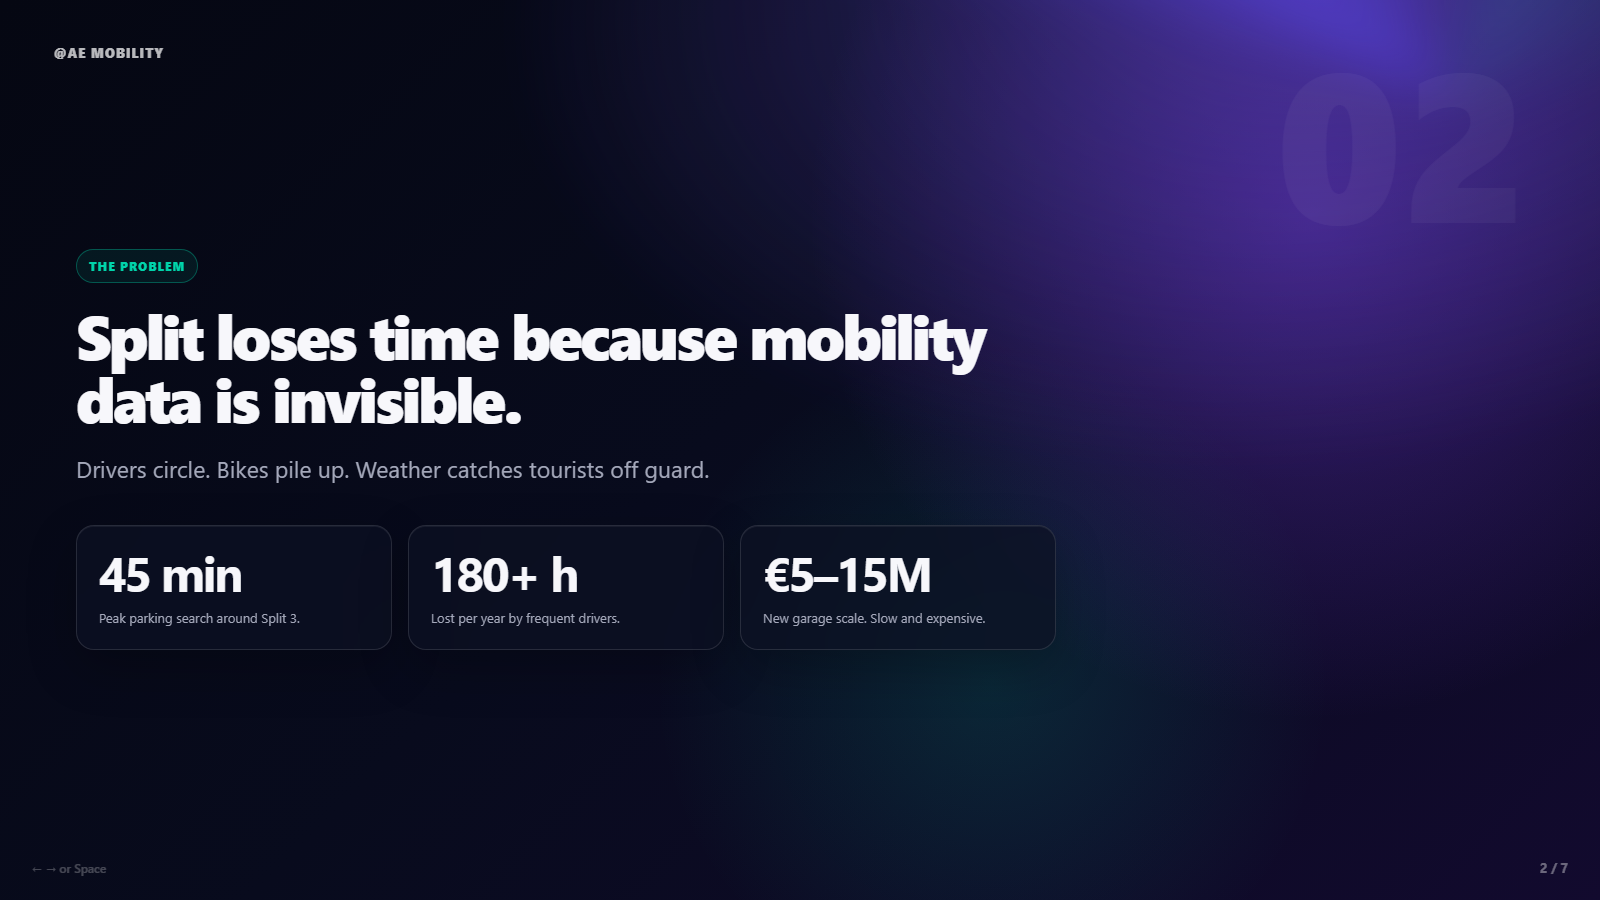 @AE MOBILITY
02
THE PROBLEM
Split loses time because mobility
data is invisible.
Drivers circle. Bikes pile up. Weather catches tourists off guard.
45 min
Peak parking search around Split 3.
180+ h
Lost per year by frequent drivers.
€5–15M
New garage scale. Slow and expensive.
← → or Space
2 / 7